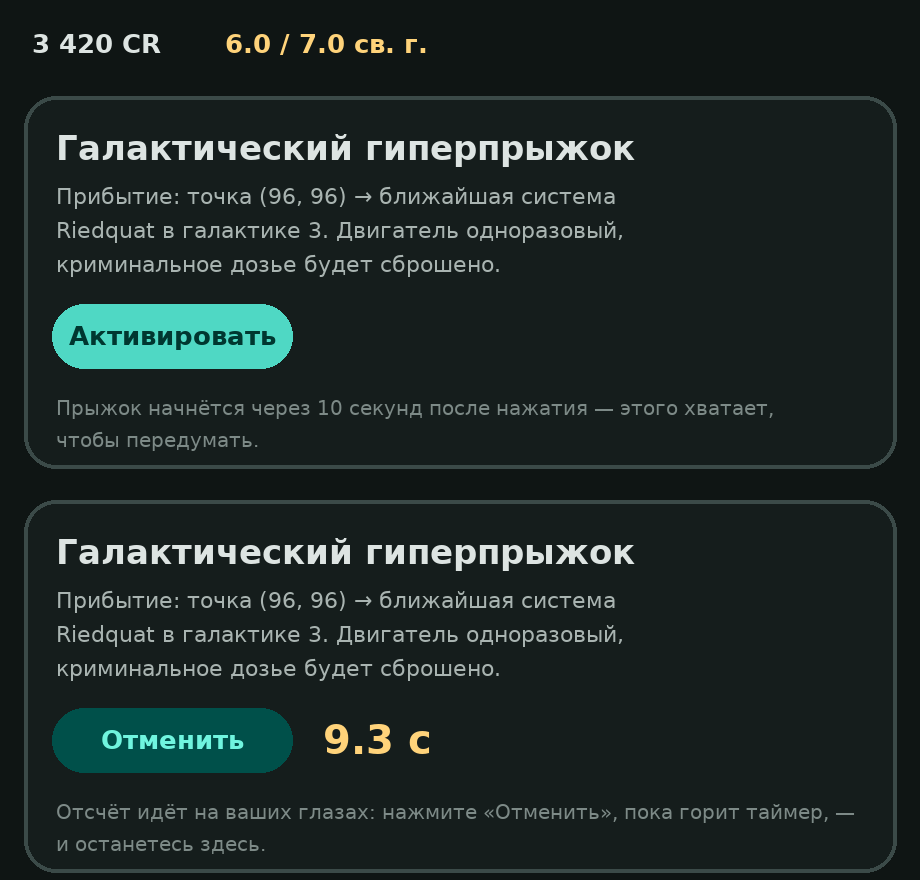 3 420 CR 6.0 / 7.0 св. г.
Галактический гиперпрыжок
Прибытие: точка (96, 96) → ближайшая система
Riedquat в галактике 3. Двигатель одноразовый,
криминальное дозье будет сброшено.
Активировать
Прыжок начнётся через 10 секунд после нажатия — этого хватает,
чтобы передумать.
Галактический гиперпрыжок
Прибытие: точка (96, 96) → ближайшая система
Riedquat в галактике 3. Двигатель одноразовый,
криминальное дозье будет сброшено.
Отменить 9.3 с
Отсчёт идёт на ваших глазах: нажмите «Отменить», пока горит таймер, —
и останетесь здесь.